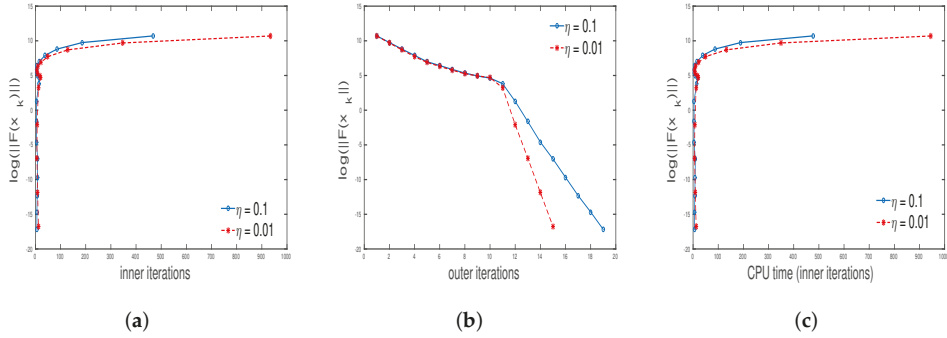 15
10
5
0
-5
-10
-15
-20
log(||F(x_k)||)
η = 0.1
η = 0.01
0 100 200 300 400 500 600 700 800 900 1000
inner iterations
(a)
15
10
5
0
-5
-10
-15
-20
log(||F(x_k||)
η = 0.1
η = 0.01
0 2 4 6 8 10 12 14 16 18 20
outer iterations
(b)
15
10
5
0
-5
-10
-15
-20
log(||F(x_k)||)
η = 0.1
η = 0.01
0 100 200 300 400 500 600 700 800 900 1000
CPU time (inner iterations)
(c)